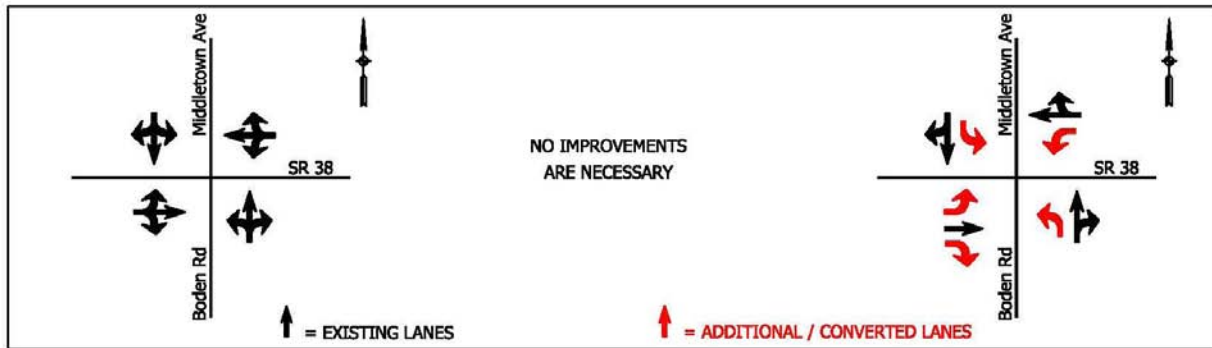 Middletown Ave
SR 38
Boden Rd
NO IMPROVEMENTS
ARE NECESSARY
Middletown Ave
SR 38
Boden Rd
= EXISTING LANES
= ADDITIONAL / CONVERTED LANES